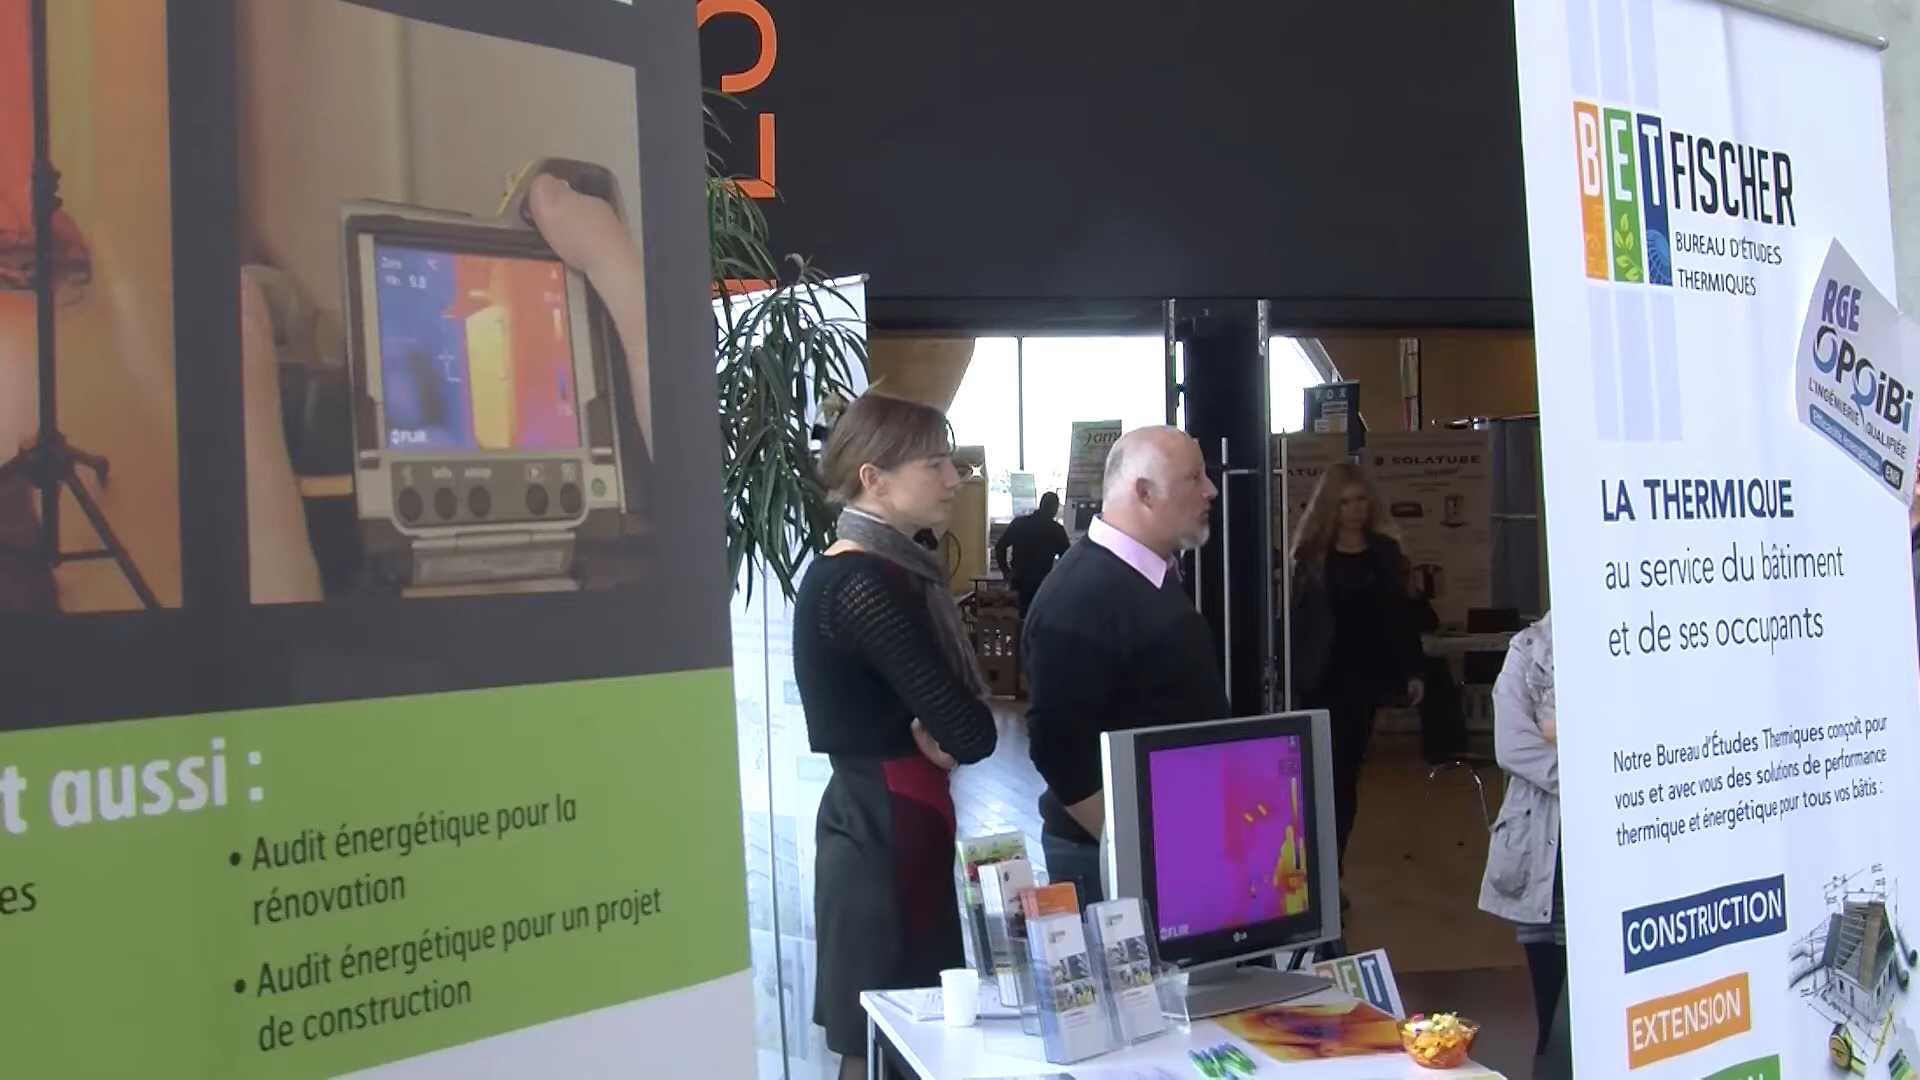 t aussi :
es
• Audit énergétique pour la
rénovation
• Audit énergétique pour un projet
de construction
FLIR
FLIR
LG
SOLATUBE
BET
BET FISCHER
BUREAU D'ÉTUDES
THERMIQUES
RGE
OPQiBi
L'INGÉNIERIE QUALIFIÉE
LA THERMIQUE
au service du bâtiment
et de ses occupants
Notre Bureau d'Études Thermiques conçoit pour
vous et avec vous des solutions de performance
thermique et énergétique pour tous vos bâtis :
CONSTRUCTION
EXTENSION